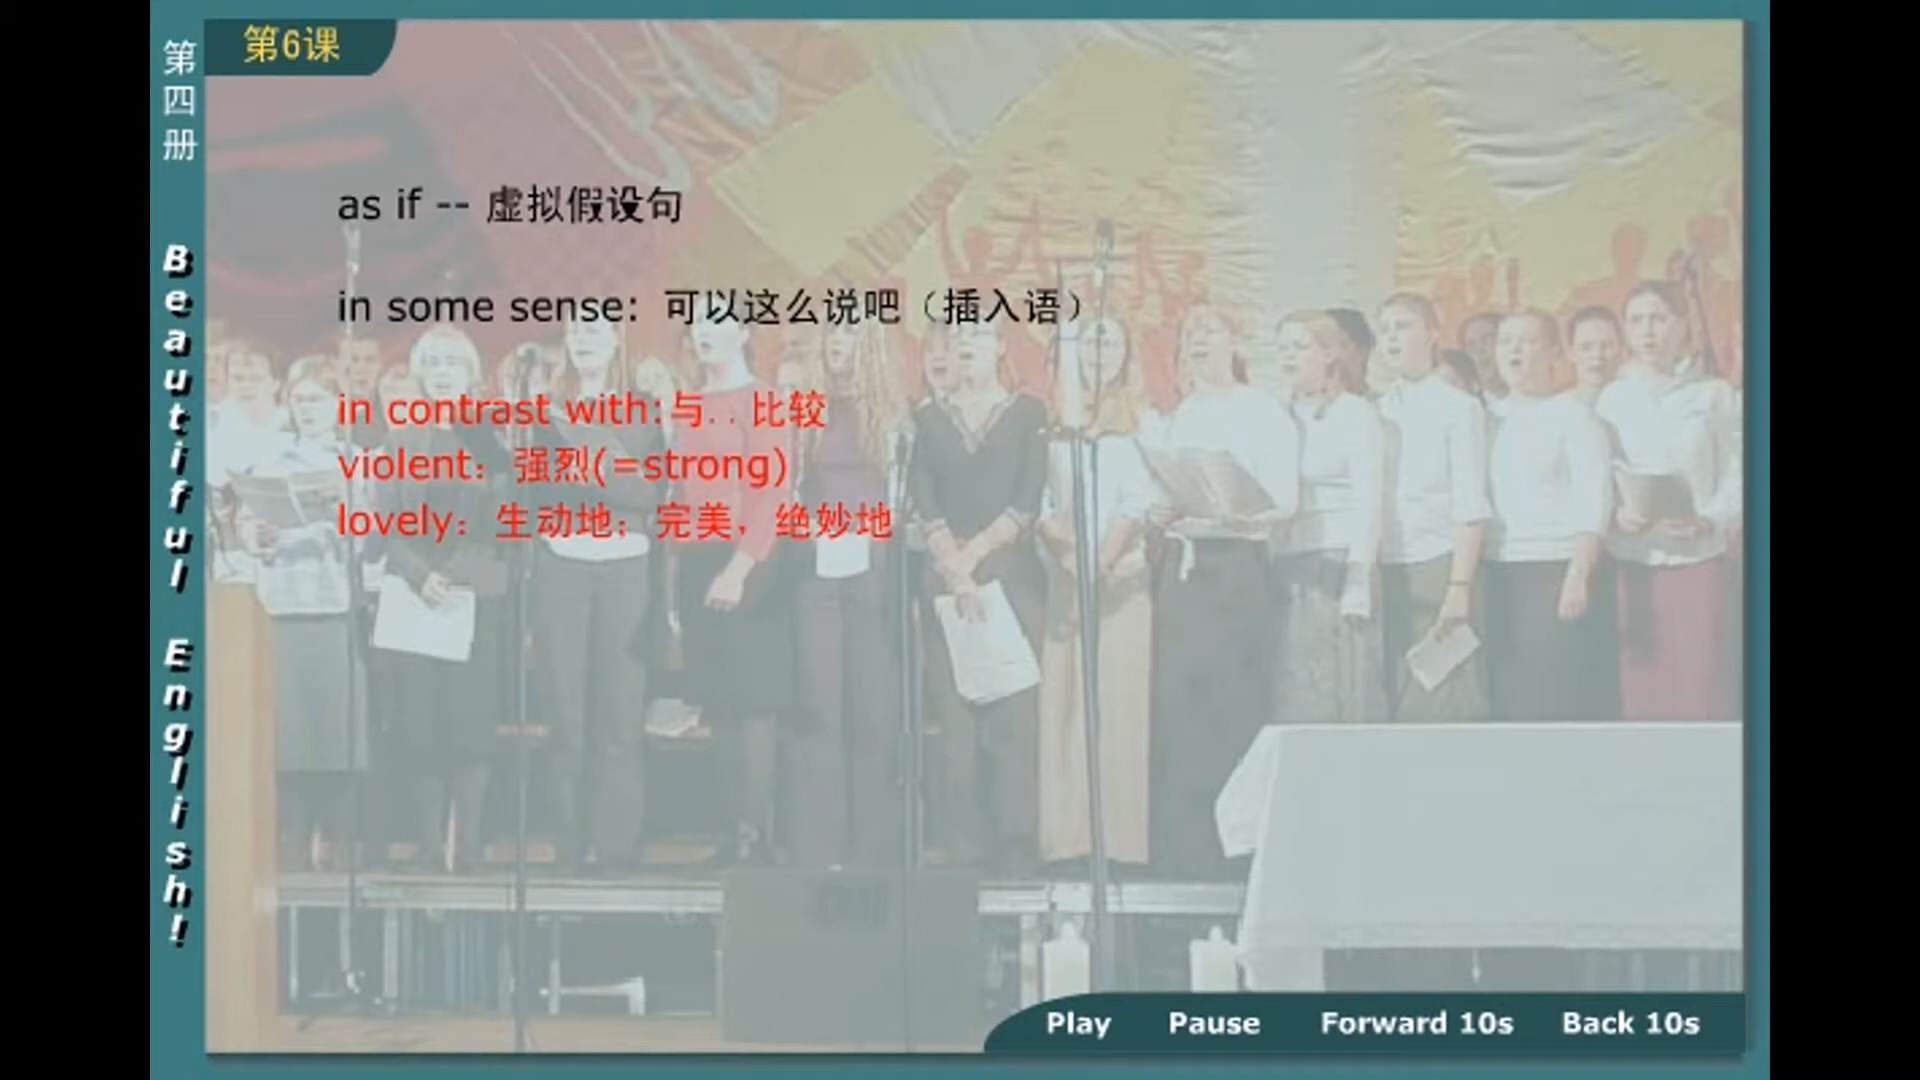 第6课
第四册
Beautiful English!
as if -- 虚拟假设句
in some sense: 可以这么说吧（插入语）
in contrast with:与..比较
violent: 强烈(=strong)
lovely: 生动地; 完美, 绝妙地
Play Pause Forward 10s Back 10s